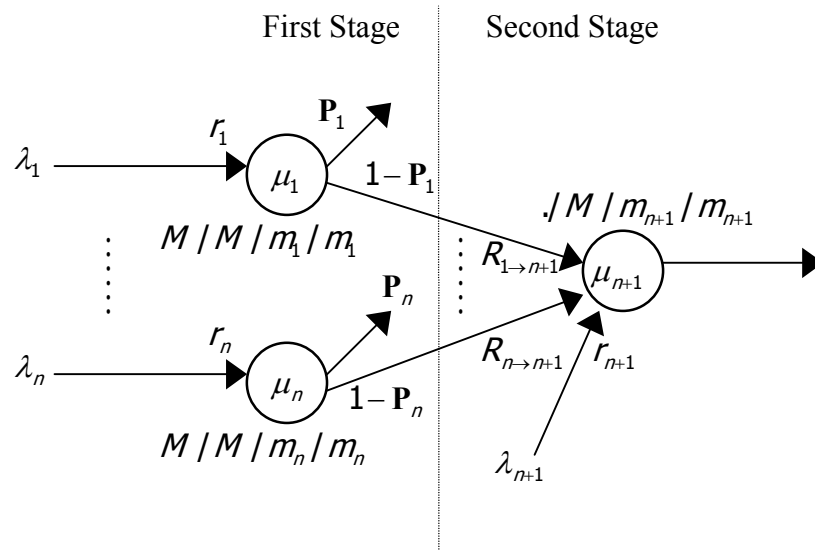 First Stage
Second Stage
P₁
r₁
λ₁
μ₁
1− P₁
M / M / m₁ / m₁
./ M / mₙ₊₁ / mₙ₊₁
R₁→ₙ₊₁
μₙ₊₁
Pₙ
rₙ
λₙ
μₙ
1− Pₙ
Rₙ→ₙ₊₁
rₙ₊₁
M / M / mₙ / mₙ
λₙ₊₁